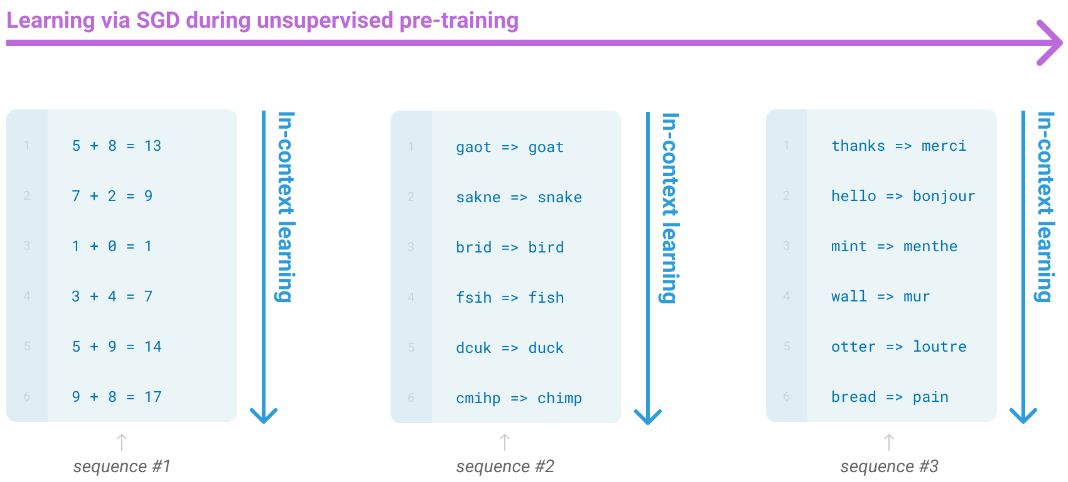 Learning via SGD during unsupervised pre-training
1 5 + 8 = 13
2 7 + 2 = 9
3 1 + 0 = 1
4 3 + 4 = 7
5 5 + 9 = 14
6 9 + 8 = 17
In-context learning
sequence #1
1 gaot => goat
2 sakne => snake
3 brid => bird
4 fsih => fish
5 dcuk => duck
6 cmihp => chimp
In-context learning
sequence #2
1 thanks => merci
2 hello => bonjour
3 mint => menthe
4 wall => mur
5 otter => loutre
6 bread => pain
In-context learning
sequence #3